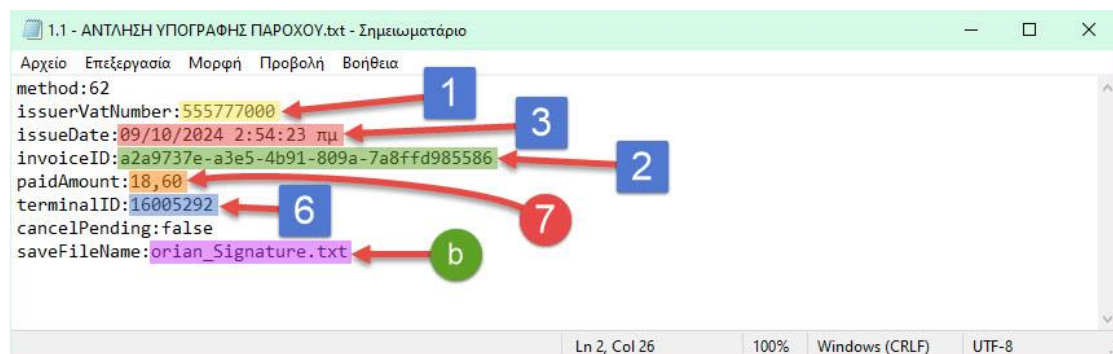 1.1 - ΑΝΤΛΗΣΗ ΥΠΟΓΡΑΦΗΣ ΠΑΡΟΧΟΥ.txt - Σημειωματάριο
Αρχείο Επεξεργασία Μορφή Προβολή Βοήθεια
method:62
issuerVatNumber:555777000
1
issueDate:09/10/2024 2:54:23 πμ
3
invoiceID:a2a9737e-a3e5-4b91-809a-7a8ffd985586
2
paidAmount:18,60
7
terminalID:16005292
6
cancelPending:false
saveFileName:orian_Signature.txt
b
Ln 2, Col 26 100% Windows (CRLF) UTF-8